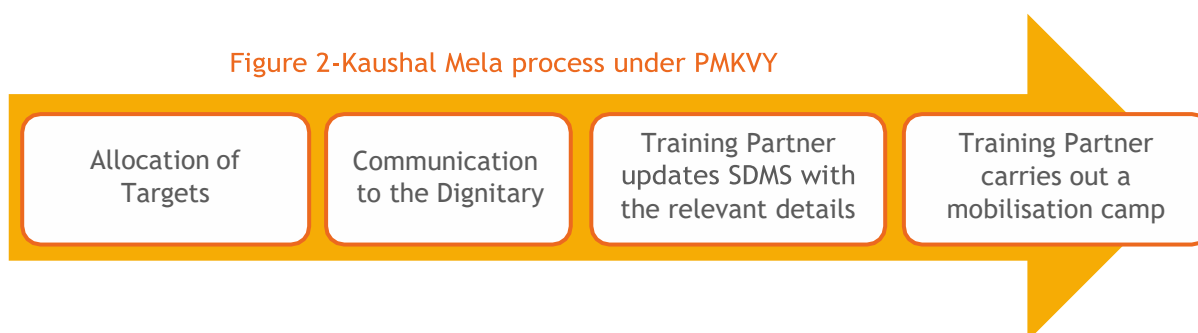 Figure 2-Kaushal Mela process under PMKVY
Allocation of
Targets
Communication
to the Dignitary
Training Partner
updates SDMS with
the relevant details
Training Partner
carries out a
mobilisation camp